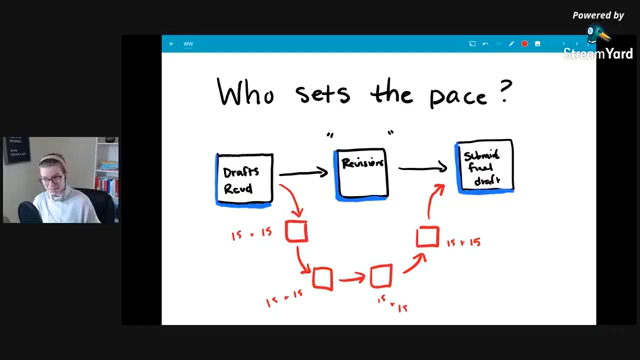 Powered by
StreamYard
WW
Who sets the pace?
Drafts
Rcvd
" Revisions "
Submit
final
draft
15 + 15
15 + 15
15 + 15
15 + 15